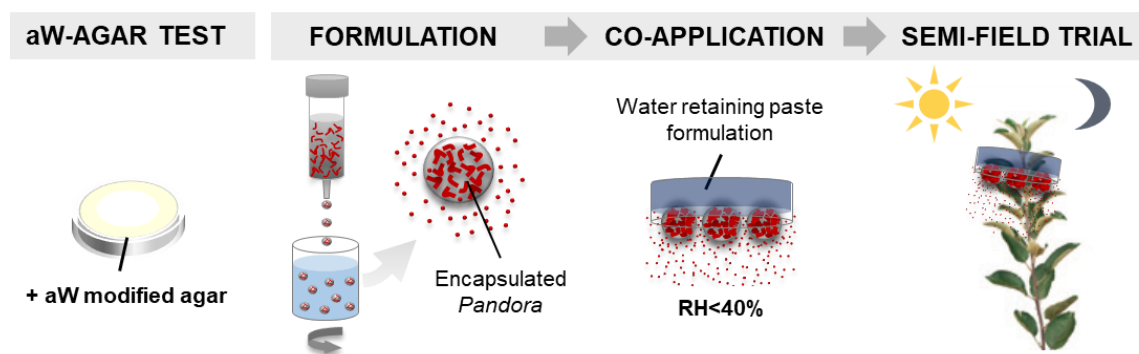 aW-AGAR TEST
FORMULATION
CO-APPLICATION
SEMI-FIELD TRIAL
+ aW modified agar
Encapsulated
Pandora
Water retaining paste
formulation
RH<40%